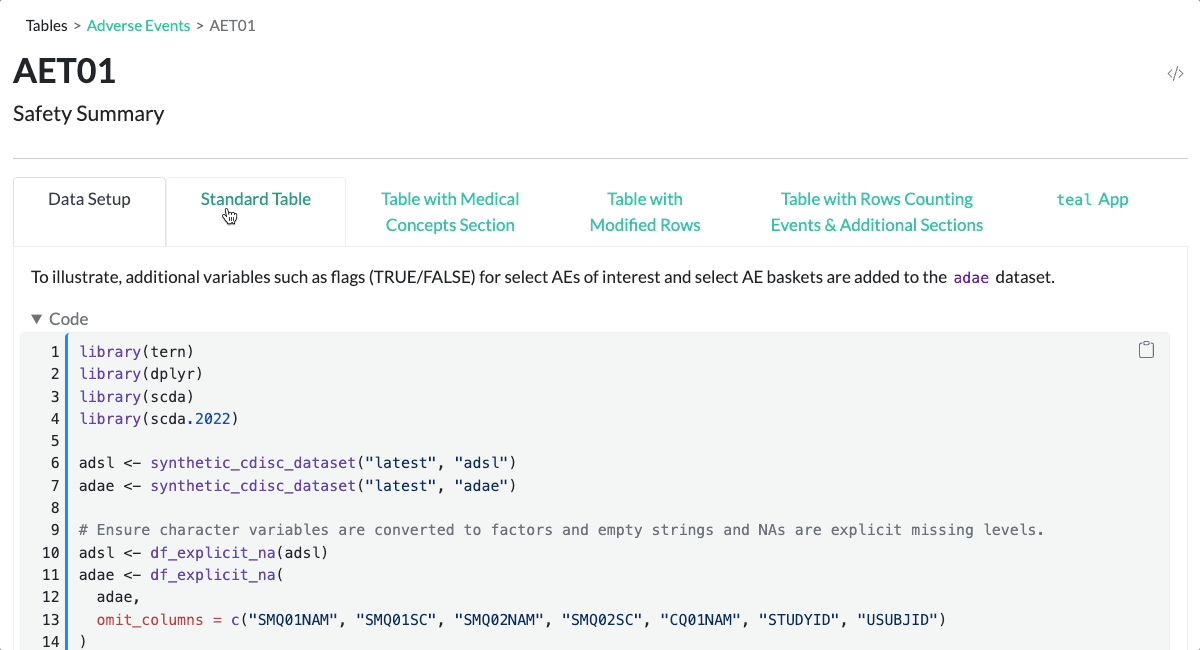 Tables > Adverse Events > AET01
AET01
</>
Safety Summary
Data Setup
Standard Table
Table with Medical
Concepts Section
Table with
Modified Rows
Table with Rows Counting
Events & Additional Sections
teal App
To illustrate, additional variables such as flags (TRUE/FALSE) for select AEs of interest and select AE baskets are added to the adae dataset.
▼ Code
1 library(tern)
2 library(dplyr)
3 library(scda)
4 library(scda.2022)
5
6 adsl <- synthetic_cdisc_dataset("latest", "adsl")
7 adae <- synthetic_cdisc_dataset("latest", "adae")
8
9 # Ensure character variables are converted to factors and empty strings and NAs are explicit missing levels.
10 adsl <- df_explicit_na(adsl)
11 adae <- df_explicit_na(
12   adae,
13   omit_columns = c("SMQ01NAM", "SMQ01SC", "SMQ02NAM", "SMQ02SC", "CQ01NAM", "STUDYID", "USUBJID")
14 )